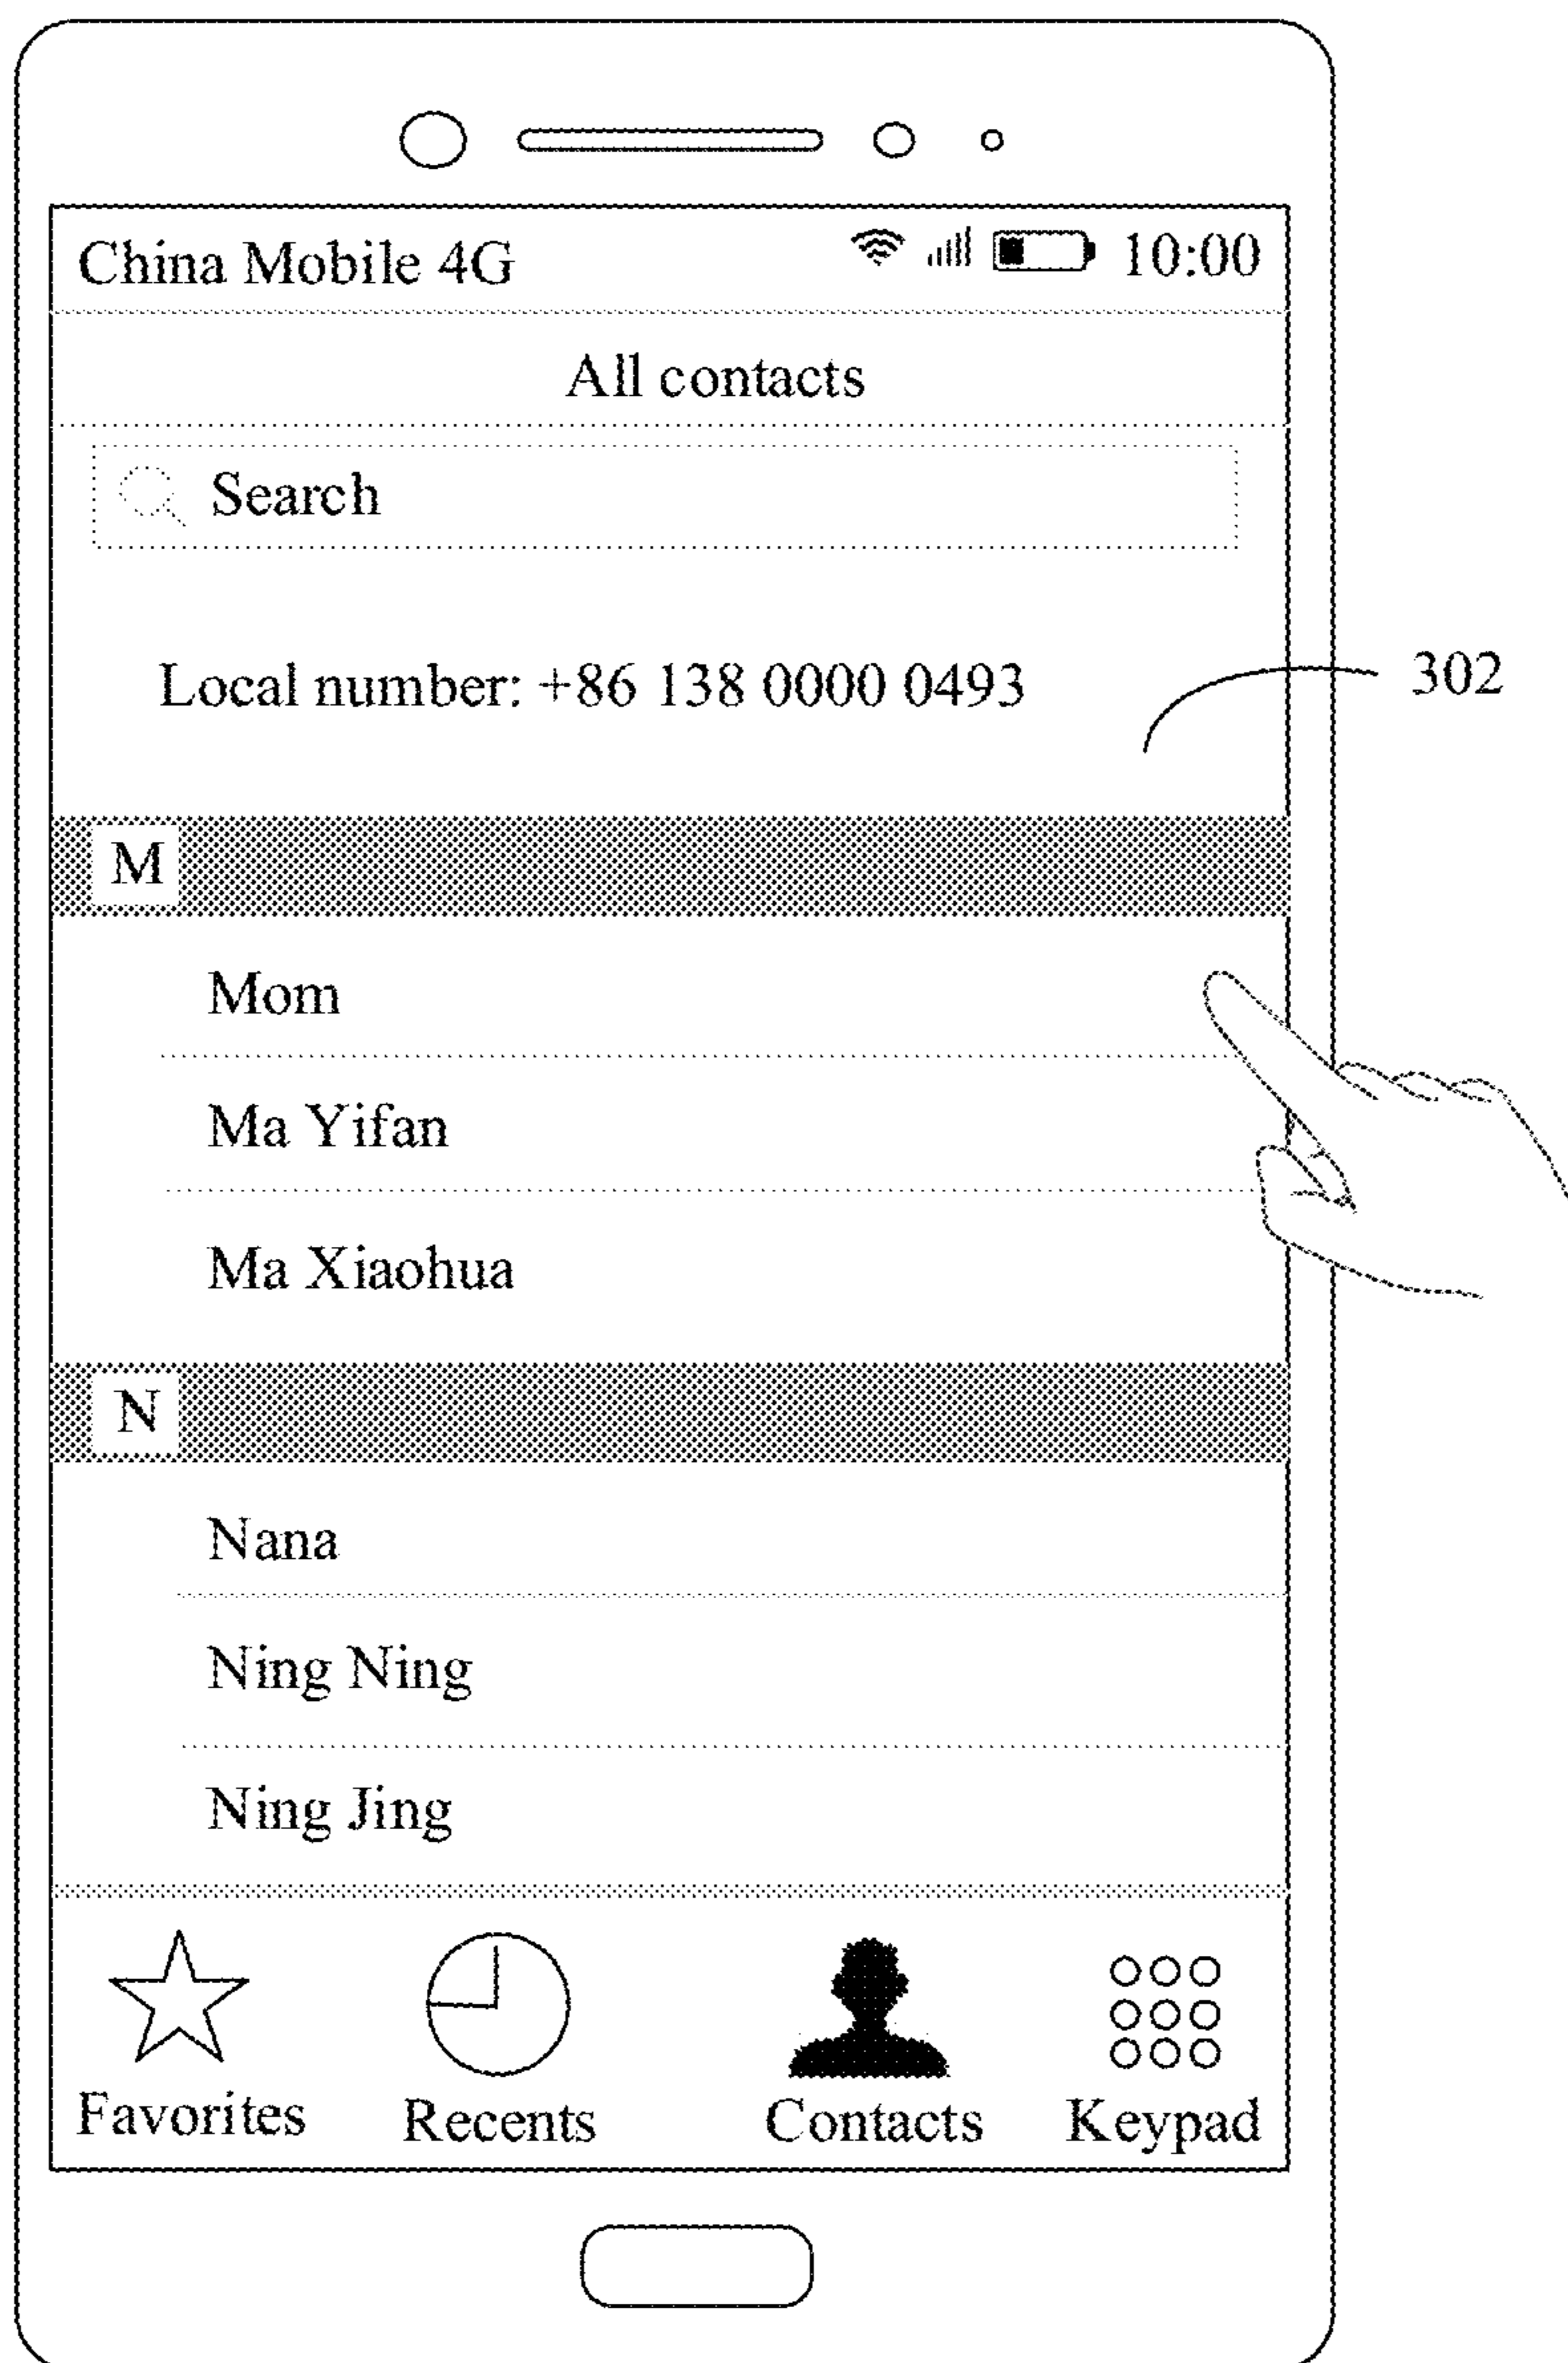 China Mobile 4G 10:00
All contacts
Search
Local number: +86 138 0000 0493
302
M
Mom
Ma Yifan
Ma Xiaohua
N
Nana
Ning Ning
Ning Jing
Favorites Recents Contacts Keypad